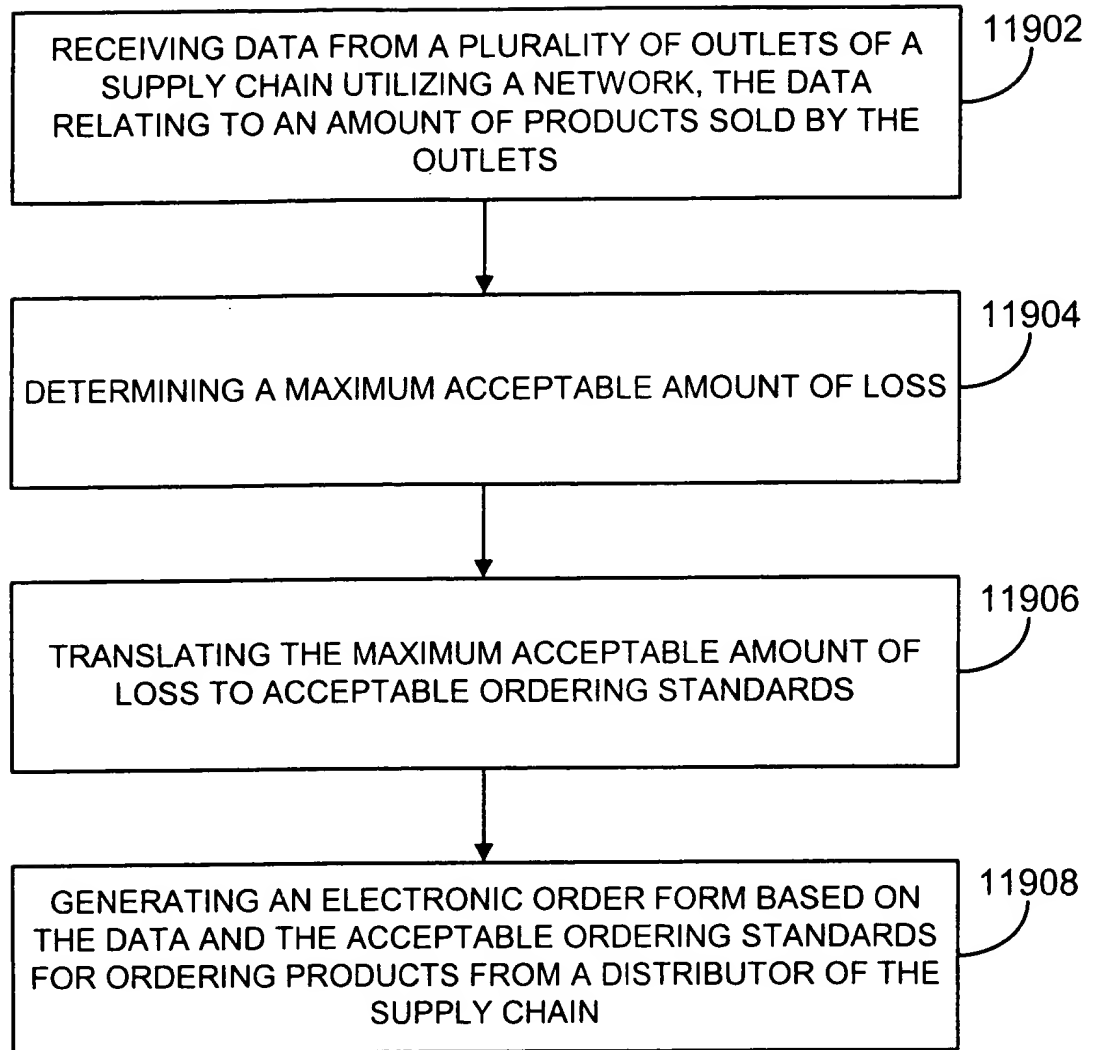 RECEIVING DATA FROM A PLURALITY OF OUTLETS OF A
SUPPLY CHAIN UTILIZING A NETWORK, THE DATA
RELATING TO AN AMOUNT OF PRODUCTS SOLD BY THE
OUTLETS
11902
DETERMINING A MAXIMUM ACCEPTABLE AMOUNT OF LOSS
11904
TRANSLATING THE MAXIMUM ACCEPTABLE AMOUNT OF
LOSS TO ACCEPTABLE ORDERING STANDARDS
11906
GENERATING AN ELECTRONIC ORDER FORM BASED ON
THE DATA AND THE ACCEPTABLE ORDERING STANDARDS
FOR ORDERING PRODUCTS FROM A DISTRIBUTOR OF THE
SUPPLY CHAIN
11908